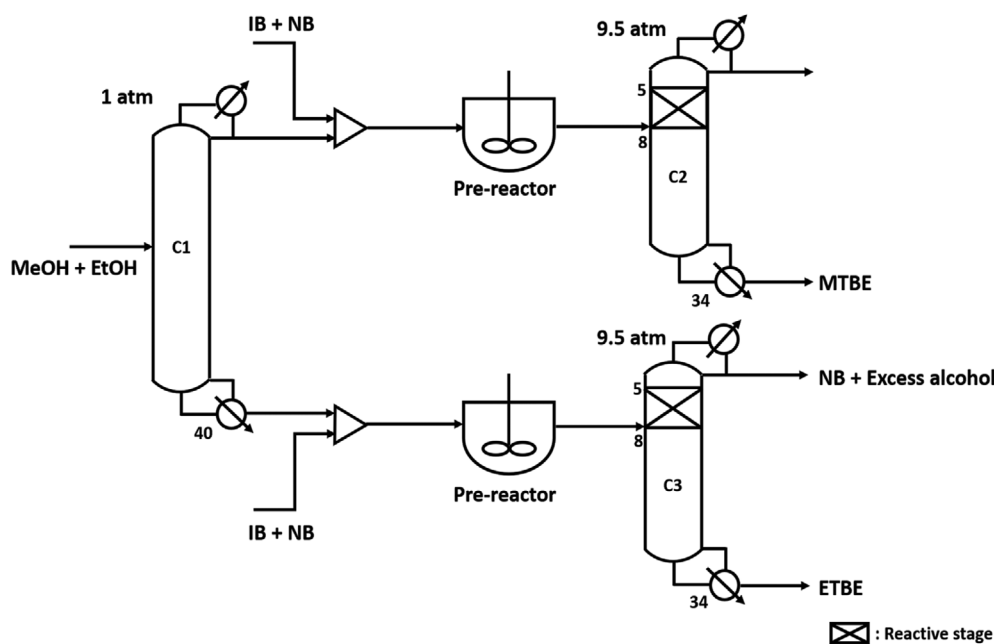 IB + NB
9.5 atm
1 atm
5
8
C2
Pre-reactor
C1
MeOH + EtOH
34
MTBE
9.5 atm
NB + Excess alcohol
5
8
40
C3
Pre-reactor
IB + NB
34
ETBE
: Reactive stage